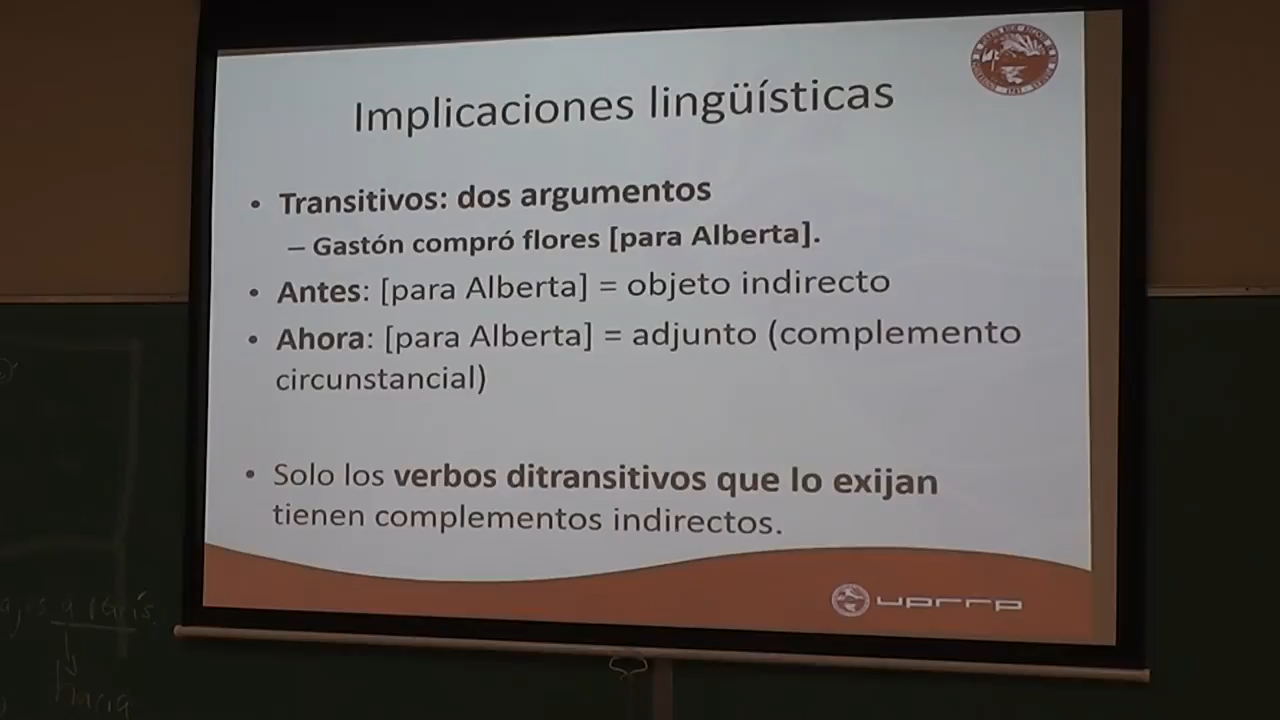 Implicaciones lingüísticas
• Transitivos: dos argumentos
– Gastón compró flores [para Alberta].
• Antes: [para Alberta] = objeto indirecto
• Ahora: [para Alberta] = adjunto (complemento
circunstancial)
• Solo los verbos ditransitivos que lo exijan
tienen complementos indirectos.
uprrp
hacia